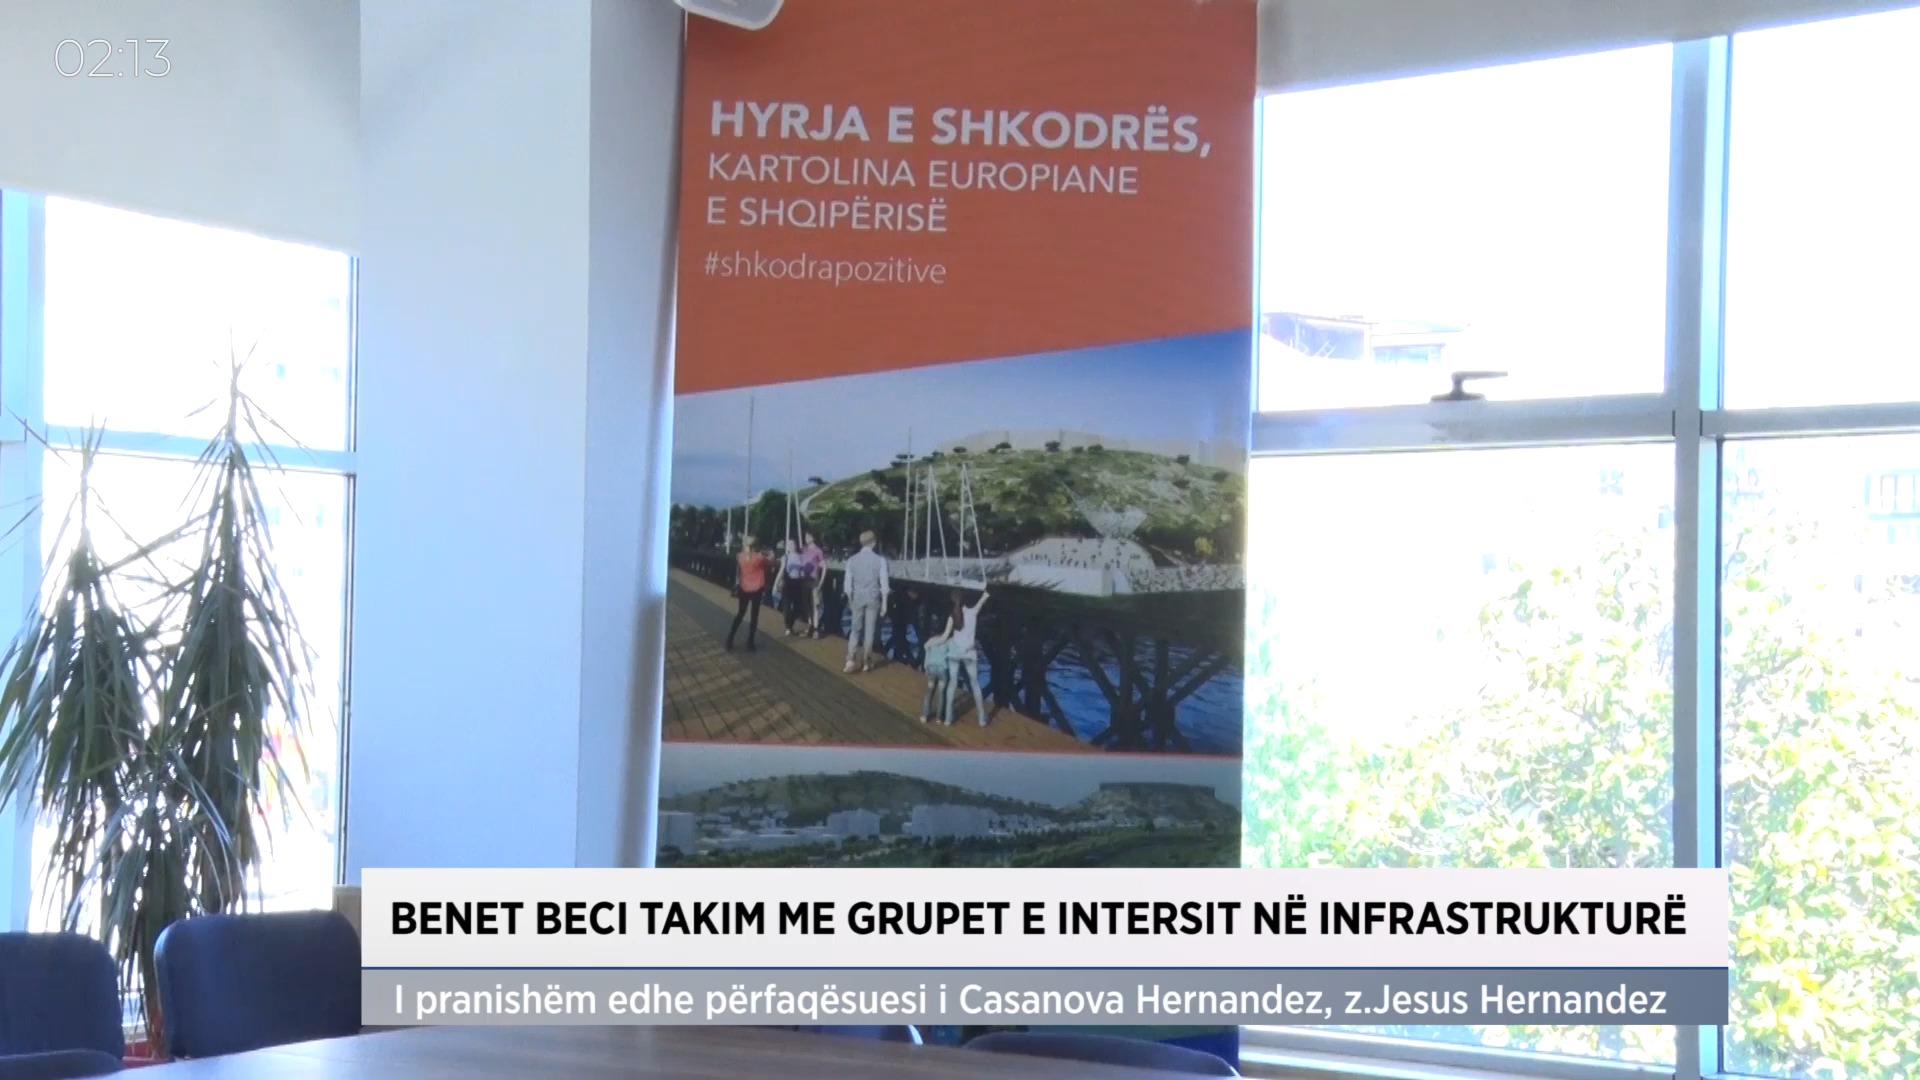 02:13
HYRJA E SHKODRËS,
KARTOLINA EUROPIANE
E SHQIPËRISË
#shkodrapozitive
BENET BECI TAKIM ME GRUPET E INTERSIT NË INFRASTRUKTURË
I pranishëm edhe përfaqësuesi i Casanova Hernandez, z.Jesus Hernandez